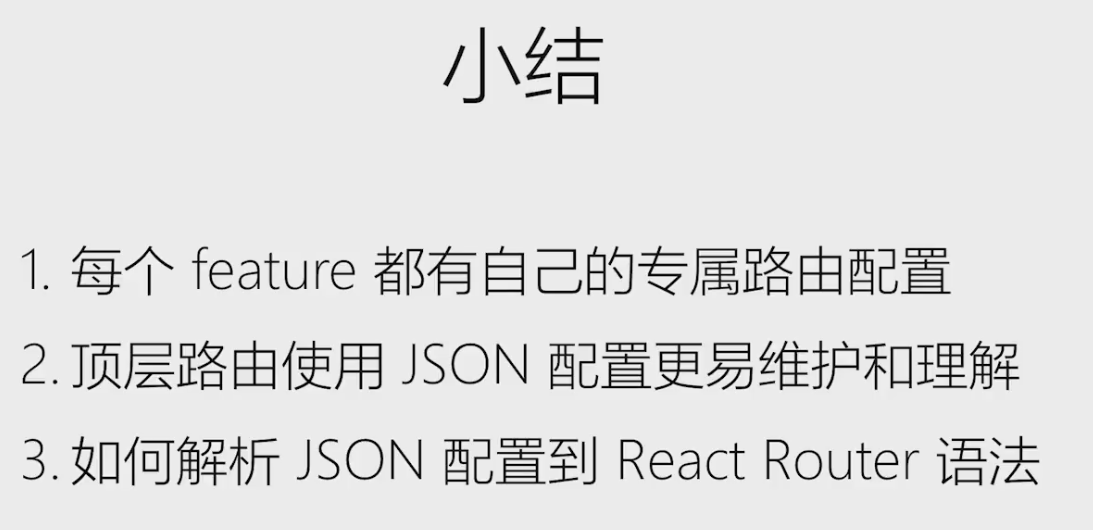 小结
1. 每个 feature 都有自己的专属路由配置
2. 顶层路由使用 JSON 配置更易维护和理解
3. 如何解析 JSON 配置到 React Router 语法